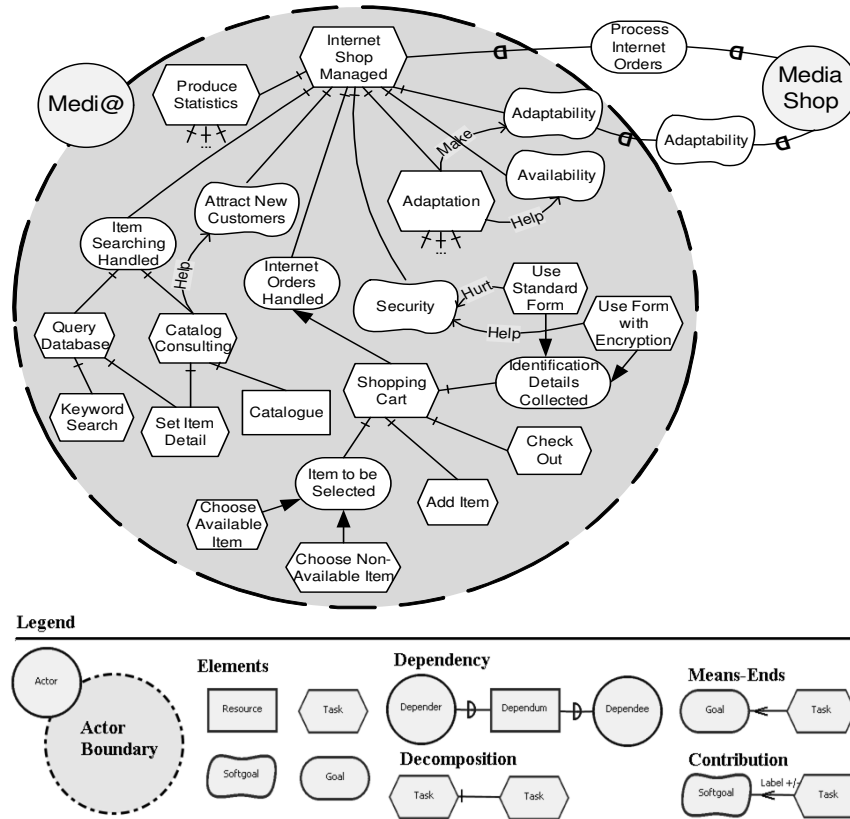 Internet
Shop
Managed
Process
Internet
Orders
Media
Shop
Medi@
Produce
Statistics
...
Adaptability
Adaptability
Make
Adaptation
...
Availability
Help
Attract New
Customers
Item
Searching
Handled
Help
Internet
Orders
Handled
Security
Hurt
Use
Standard
Form
Help
Use Form
with
Encryption
Query
Database
Catalog
Consulting
Shopping
Cart
Identification
Details
Collected
Keyword
Search
Set Item
Detail
Catalogue
Check
Out
Item to be
Selected
Add Item
Choose
Available
Item
Choose Non-
Available Item
Legend
Actor
Actor
Boundary
Elements
Resource
Task
Softgoal
Goal
Dependency
Depender
Dependum
Dependee
Decomposition
Task
Task
Means-Ends
Goal
Task
Contribution
Softgoal
Label +/-
Task